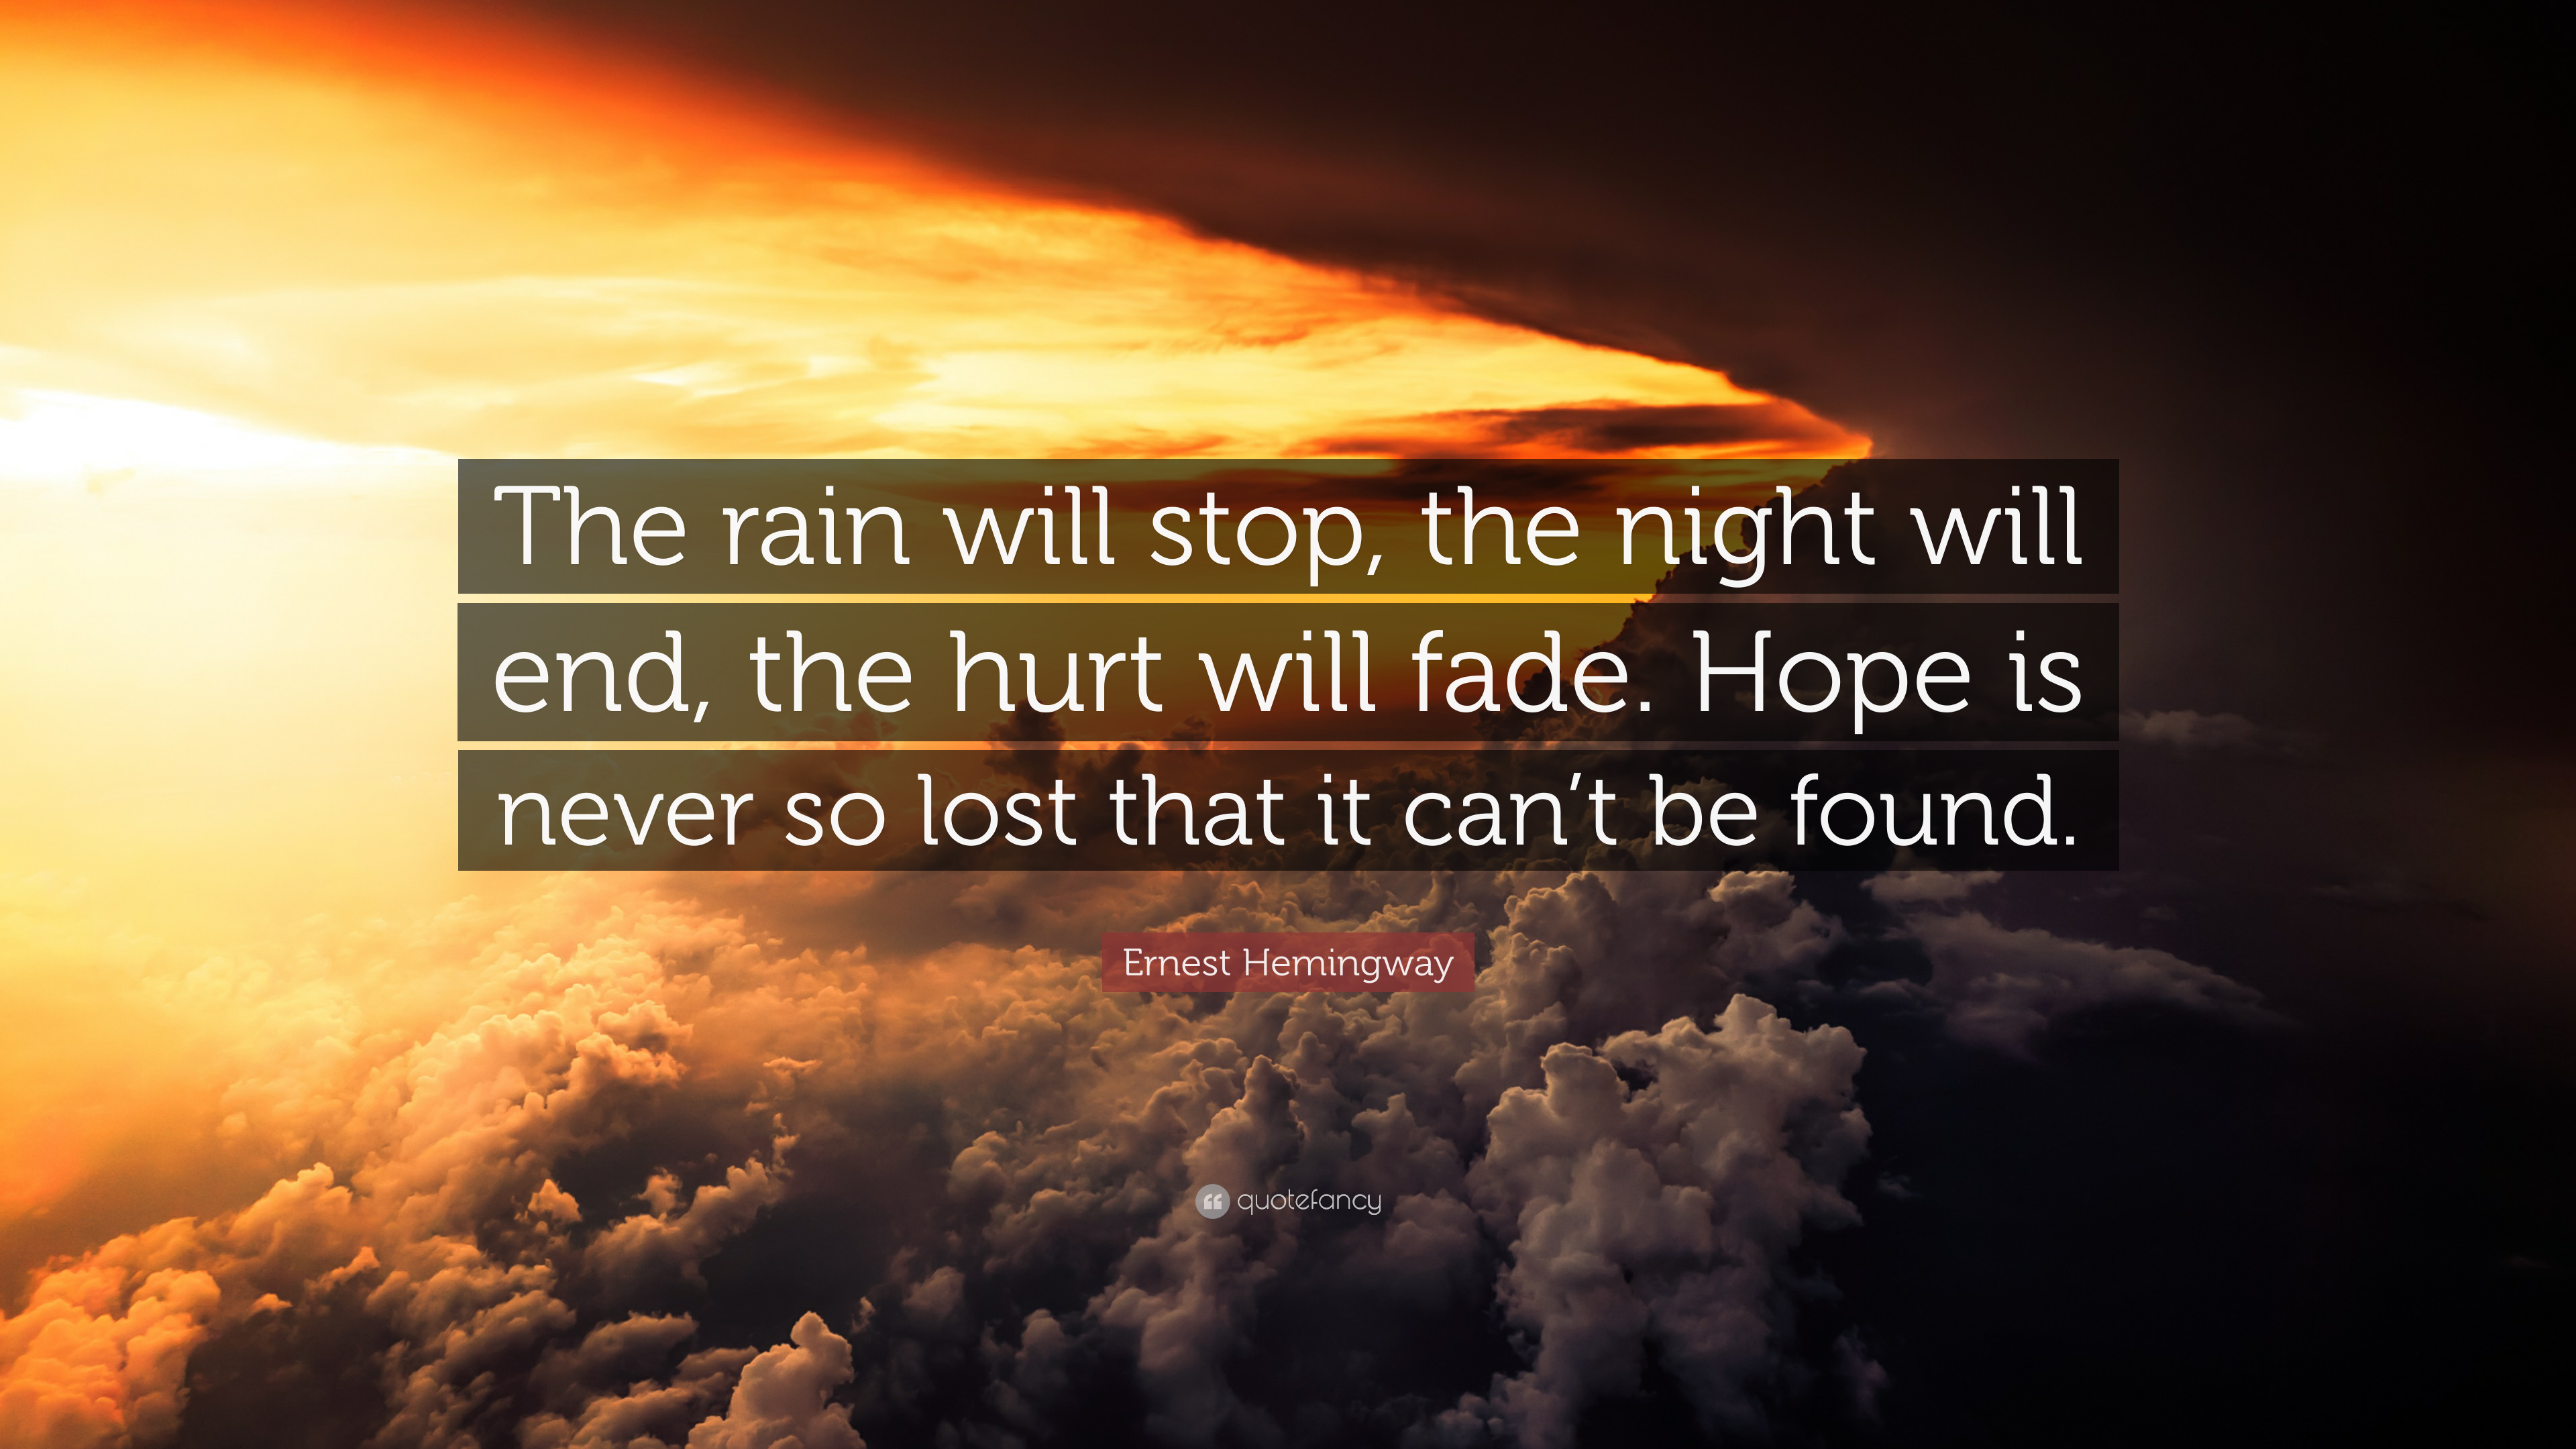 The rain will stop, the night will
end, the hurt will fade. Hope is
never so lost that it can’t be found.
Ernest Hemingway
quotefancy